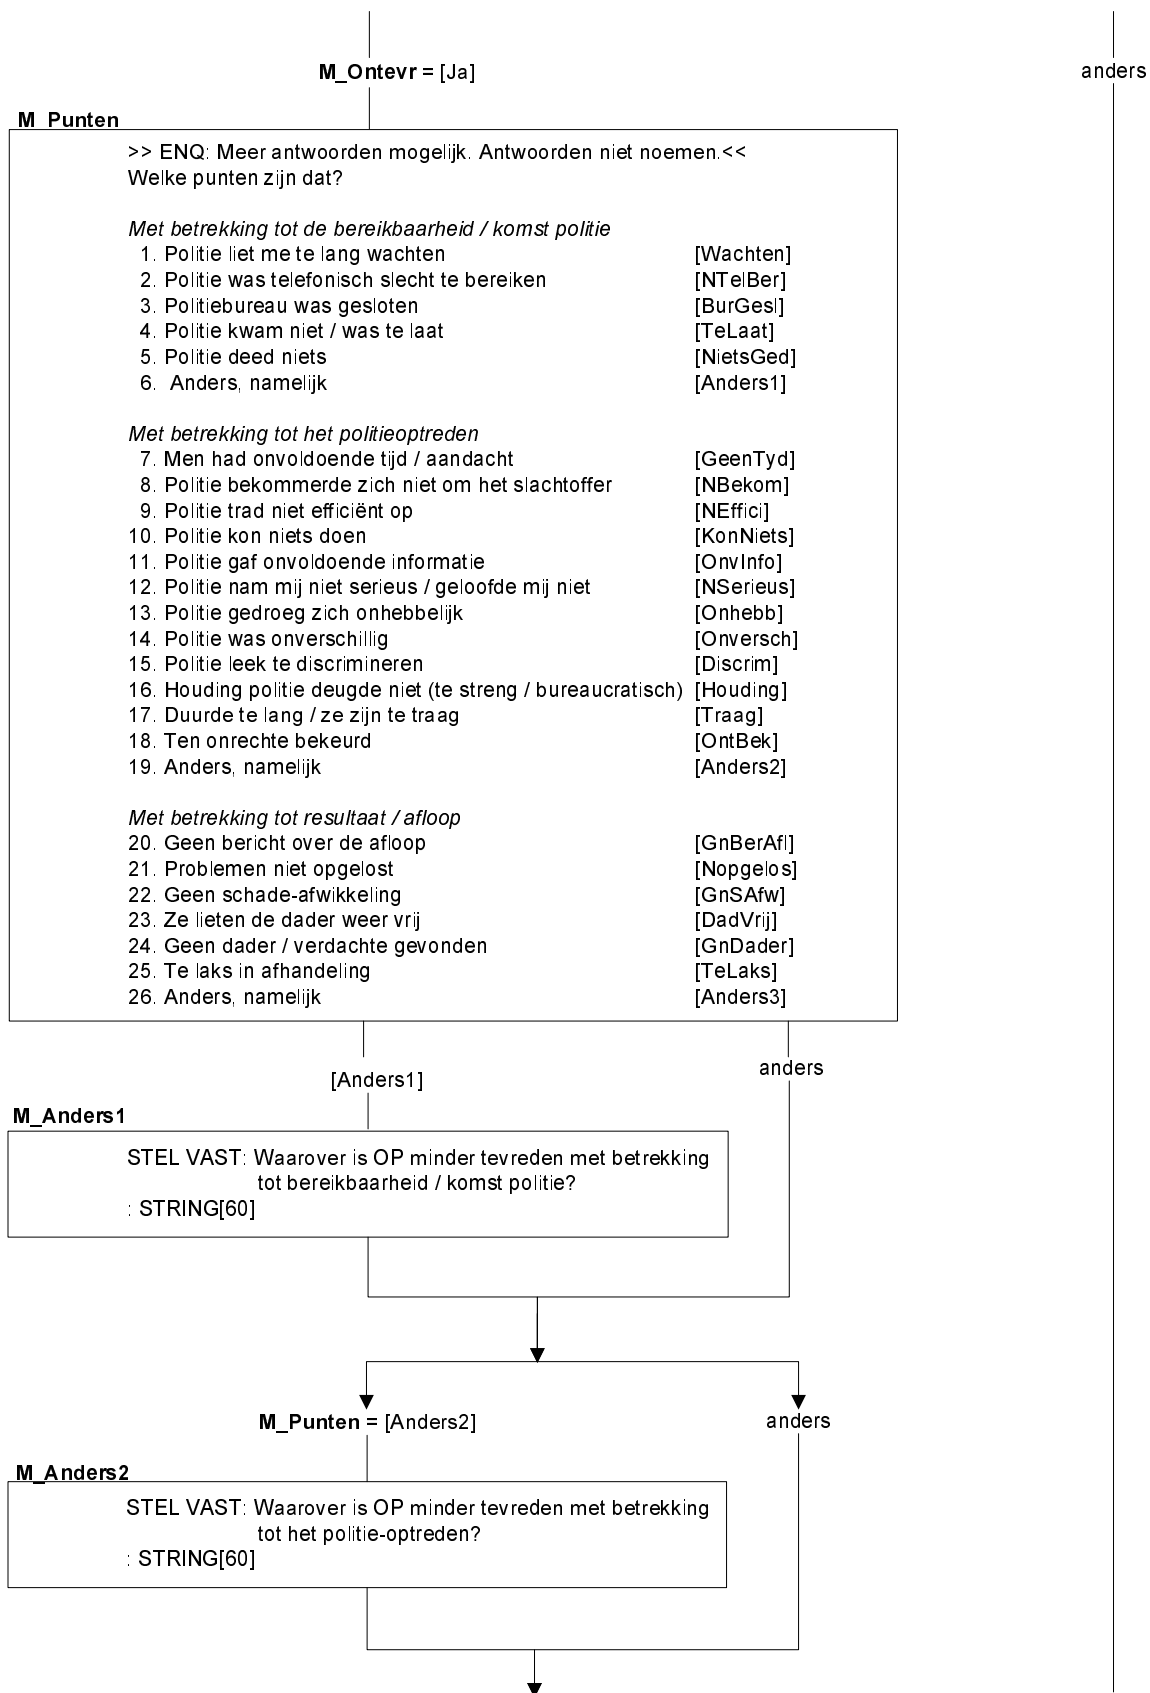 M_Ontevr = [Ja]
anders
M_Punten
>> ENQ: Meer antwoorden mogelijk. Antwoorden niet noemen.<<
Welke punten zijn dat?
Met betrekking tot de bereikbaarheid / komst politie
1. Politie liet me te lang wachten [Wachten]
2. Politie was telefonisch slecht te bereiken [NTelBer]
3. Politiebureau was gesloten [BurGesl]
4. Politie kwam niet / was te laat [TeLaat]
5. Politie deed niets [NietsGed]
6. Anders, namelijk [Anders1]
Met betrekking tot het politieoptreden
7. Men had onvoldoende tijd / aandacht [GeenTyd]
8. Politie bekommerde zich niet om het slachtoffer [NBekom]
9. Politie trad niet efficiënt op [NEffici]
10. Politie kon niets doen [KonNiets]
11. Politie gaf onvoldoende informatie [OnvInfo]
12. Politie nam mij niet serieus / geloofde mij niet [NSerieus]
13. Politie gedroeg zich onhebbelijk [Onhebb]
14. Politie was onverschillig [Onversch]
15. Politie leek te discrimineren [Discrim]
16. Houding politie deugde niet (te streng / bureaucratisch) [Houding]
17. Duurde te lang / ze zijn te traag [Traag]
18. Ten onrechte bekeurd [OntBek]
19. Anders, namelijk [Anders2]
Met betrekking tot resultaat / afloop
20. Geen bericht over de afloop [GnBerAfl]
21. Problemen niet opgelost [Nopgelos]
22. Geen schade-afwikkeling [GnSAfw]
23. Ze lieten de dader weer vrij [DadVrij]
24. Geen dader / verdachte gevonden [GnDader]
25. Te laks in afhandeling [TeLaks]
26. Anders, namelijk [Anders3]
[Anders1]
anders
M_Anders1
STEL VAST: Waarover is OP minder tevreden met betrekking
tot bereikbaarheid / komst politie?
: STRING[60]
M_Punten = [Anders2]
anders
M_Anders2
STEL VAST: Waarover is OP minder tevreden met betrekking
tot het politie-optreden?
: STRING[60]